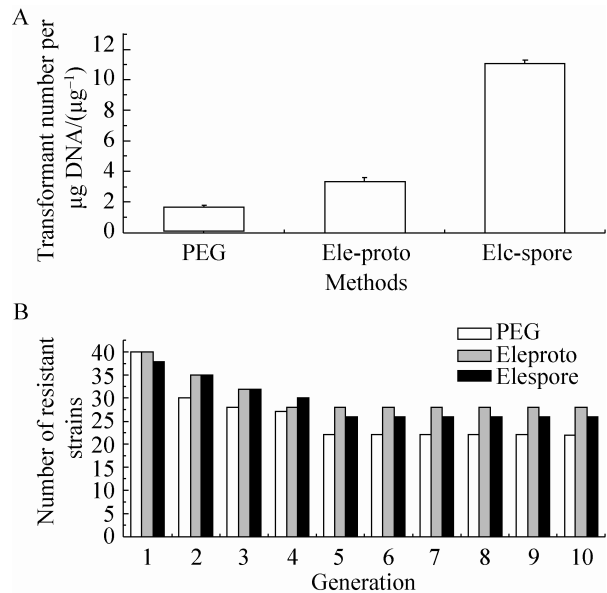 A
Transformant number per
μg DNA/(μg⁻¹)
12
10
8
6
4
2
0
PEG Ele-proto Elc-spore
Methods
B
Number of resistant
strains
40
35
30
25
20
15
10
5
0
PEG
Eleproto
Elespore
1 2 3 4 5 6 7 8 9 10
Generation